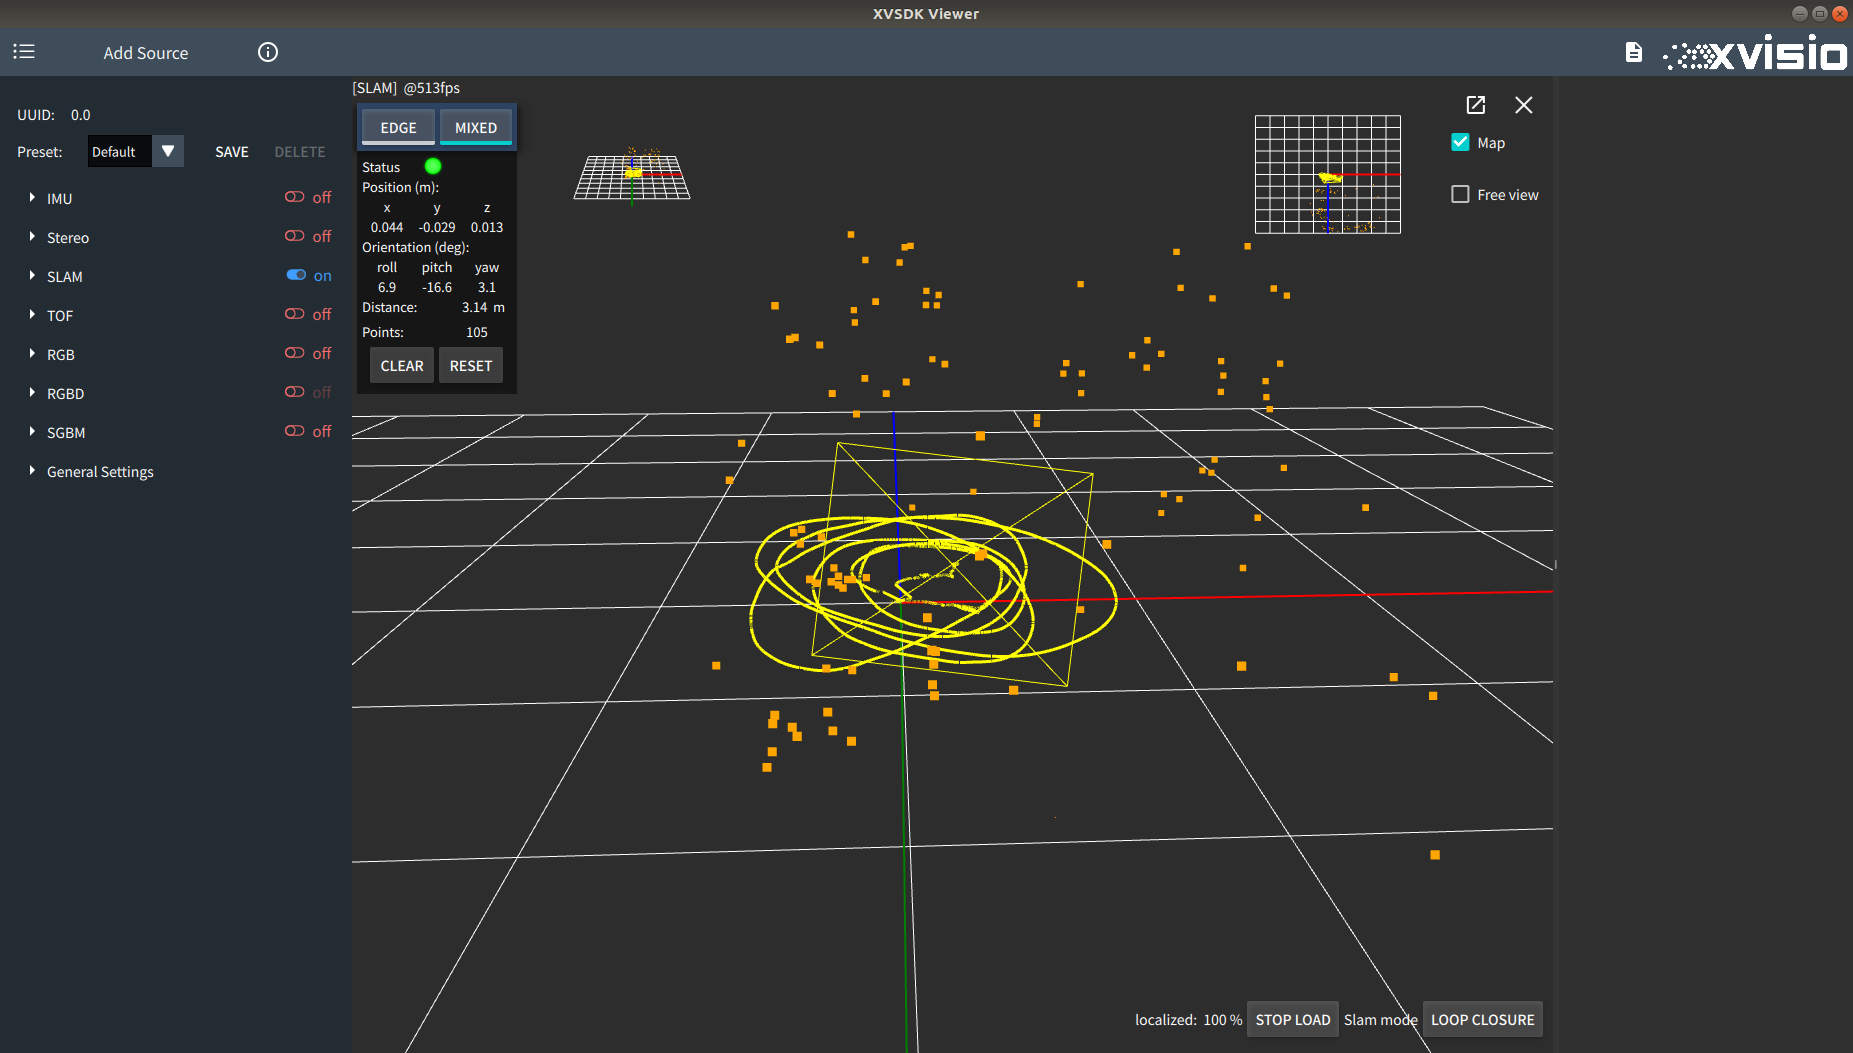 XVSDK Viewer
Add Source
xvisio
UUID: 0.0
Preset: Default SAVE DELETE
IMU off
Stereo off
SLAM on
TOF off
RGB off
RGBD off
SGBM off
General Settings
[SLAM] @513fps
EDGE MIXED
Status
Position (m):
x y z
0.044 -0.029 0.013
Orientation (deg):
roll pitch yaw
6.9 -16.6 3.1
Distance: 3.14 m
Points: 105
CLEAR RESET
Map
Free view
localized: 100 % STOP LOAD Slam mode LOOP CLOSURE